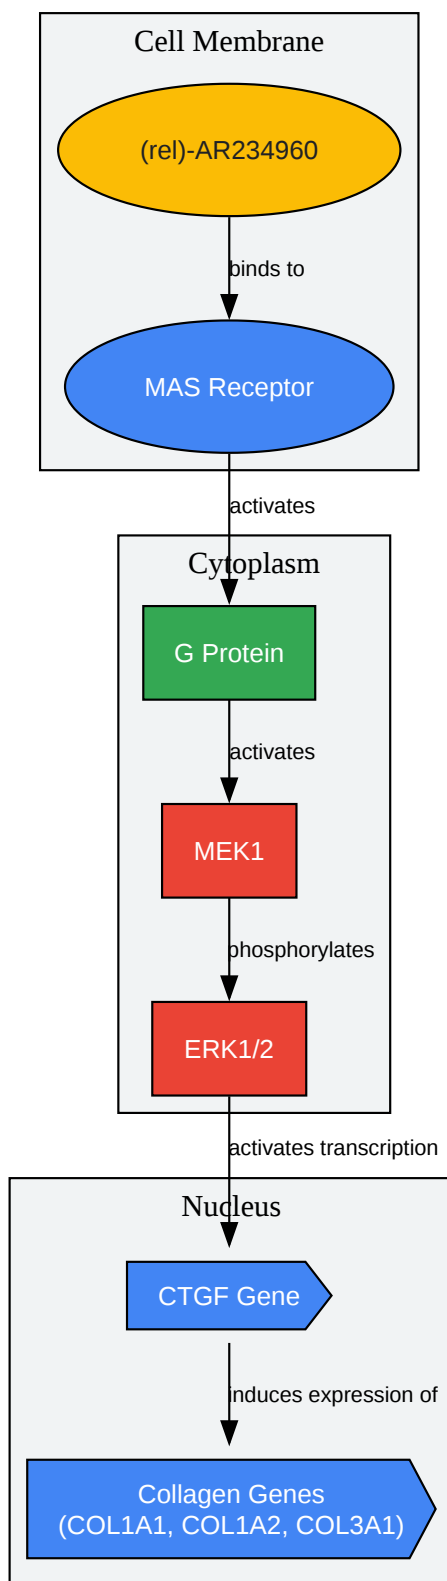 Cell Membrane
(rel)-AR234960
binds to
MAS Receptor
activates
Cytoplasm
G Protein
activates
MEK1
phosphorylates
ERK1/2
activates transcription
Nucleus
CTGF Gene
induces expression of
Collagen Genes
(COL1A1, COL1A2, COL3A1)